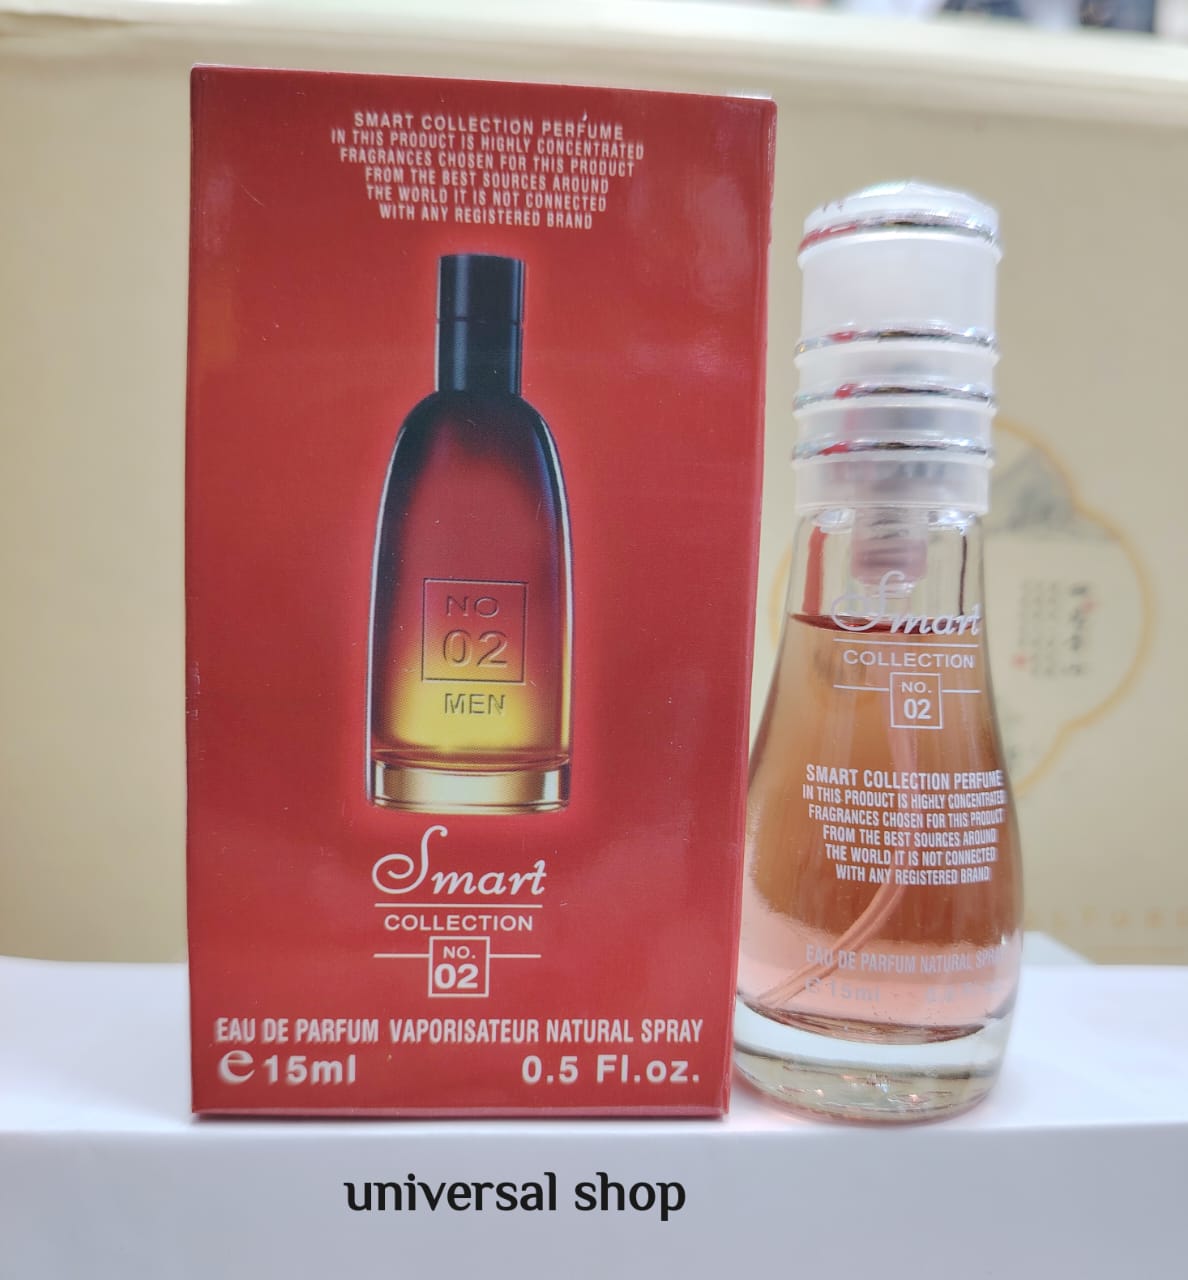 SMART COLLECTION PERFUME
IN THIS PRODUCT IS HIGHLY CONCENTRATED
FRAGRANCES CHOSEN FOR THIS PRODUCT
FROM THE BEST SOURCES AROUND
THE WORLD IT IS NOT CONNECTED
WITH ANY REGISTERED BRAND
NO
02
MEN
Smart
COLLECTION
NO.
02
EAU DE PARFUM VAPORISATEUR NATURAL SPRAY
e 15ml 0.5 Fl.oz.
Smart
COLLECTION
NO.
02
SMART COLLECTION PERFUME
IN THIS PRODUCT IS HIGHLY CONCENTRATED
FRAGRANCES CHOSEN FOR THIS PRODUCT
FROM THE BEST SOURCES AROUND
THE WORLD IT IS NOT CONNECTED
WITH ANY REGISTERED BRAND
EAU DE PARFUM NATURAL SPRAY
e 15ml
universal shop